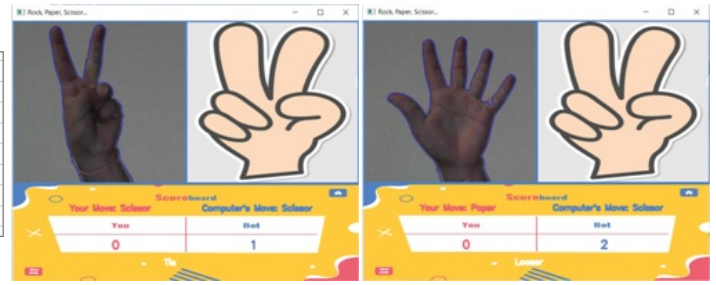 Rock, Paper, Scissor...
Scoreboard
Your Move: Scissor
Computer's Move: Scissor
You
Bot
0
1
Tie
Rock, Paper, Scissor...
Scoreboard
Your Move: Paper
Computer's Move: Scissor
You
Bot
0
2
Looser